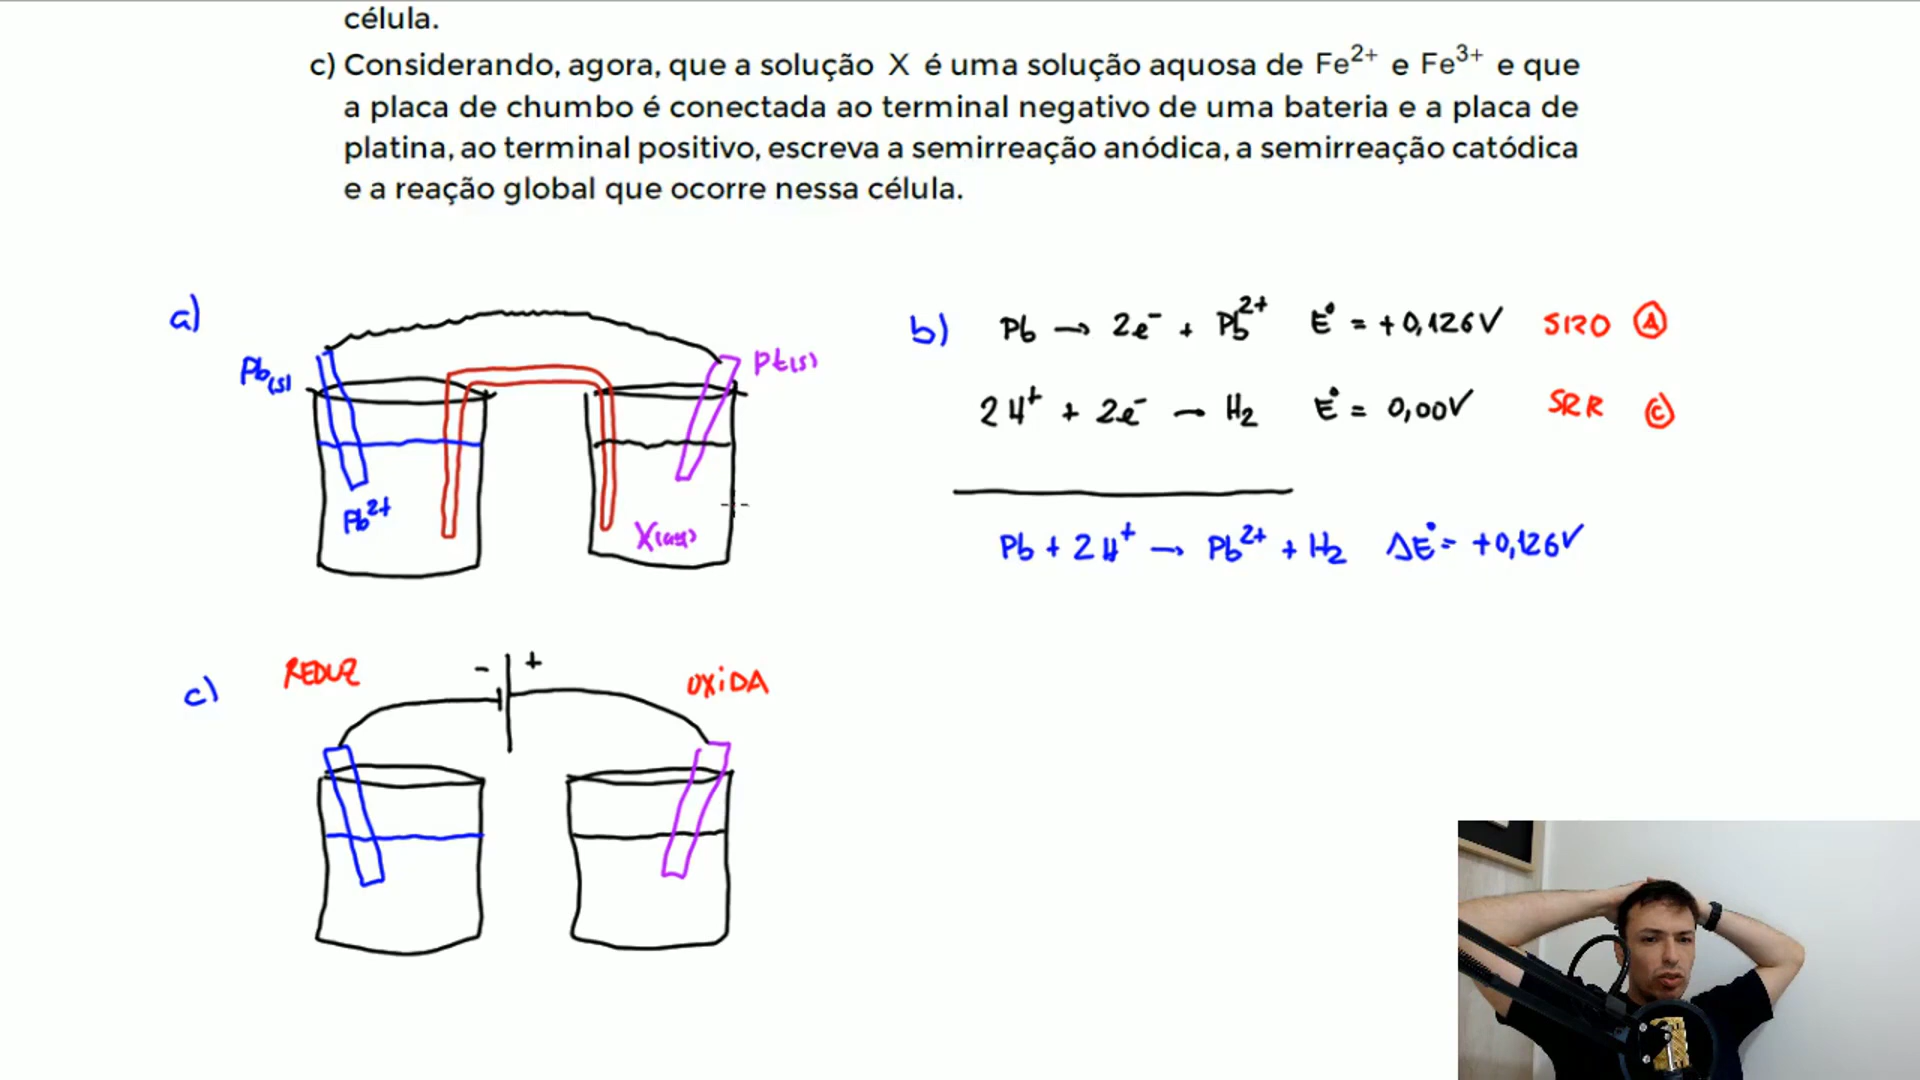 célula.
c) Considerando, agora, que a solução X é uma solução aquosa de Fe²⁺ e Fe³⁺ e que
a placa de chumbo é conectada ao terminal negativo de uma bateria e a placa de
platina, ao terminal positivo, escreva a semirreação anódica, a semirreação catódica
e a reação global que ocorre nessa célula.
a)
Pb(s)
Pt(s)
Pb²⁺
X(aq)
b) Pb → 2e⁻ + Pb²⁺ E° = +0,126V SRO A
2H⁺ + 2e⁻ → H₂ E° = 0,00V SRR C
Pb + 2H⁺ → Pb²⁺ + H₂ ΔE° = +0,126V
c) REDUZ - + OXIDA